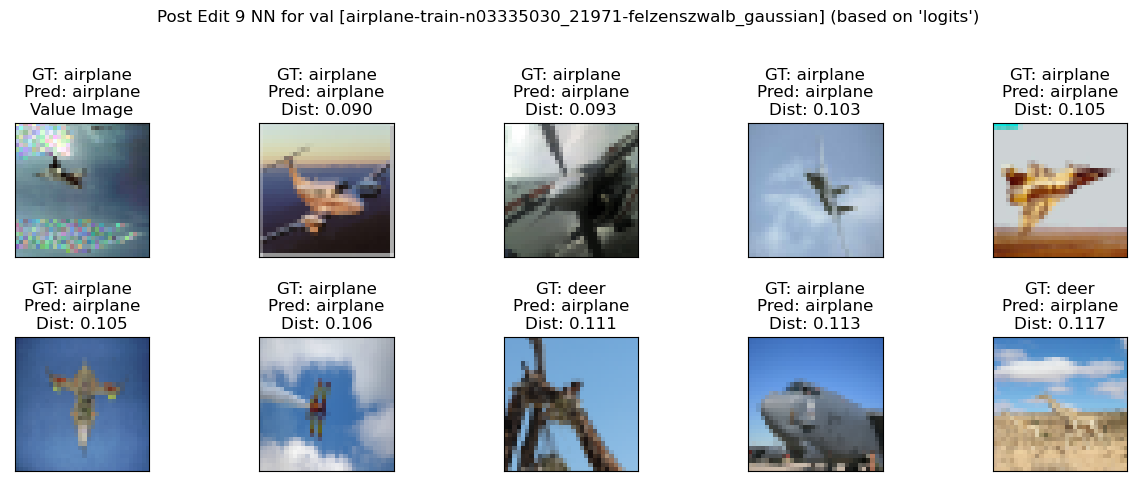 Post Edit 9 NN for val [airplane-train-n03335030_21971-felzenszwalb_gaussian] (based on 'logits')
GT: airplane
Pred: airplane
Value Image
GT: airplane
Pred: airplane
Dist: 0.090
GT: airplane
Pred: airplane
Dist: 0.093
GT: airplane
Pred: airplane
Dist: 0.103
GT: airplane
Pred: airplane
Dist: 0.105
GT: airplane
Pred: airplane
Dist: 0.105
GT: airplane
Pred: airplane
Dist: 0.106
GT: deer
Pred: airplane
Dist: 0.111
GT: airplane
Pred: airplane
Dist: 0.113
GT: deer
Pred: airplane
Dist: 0.117